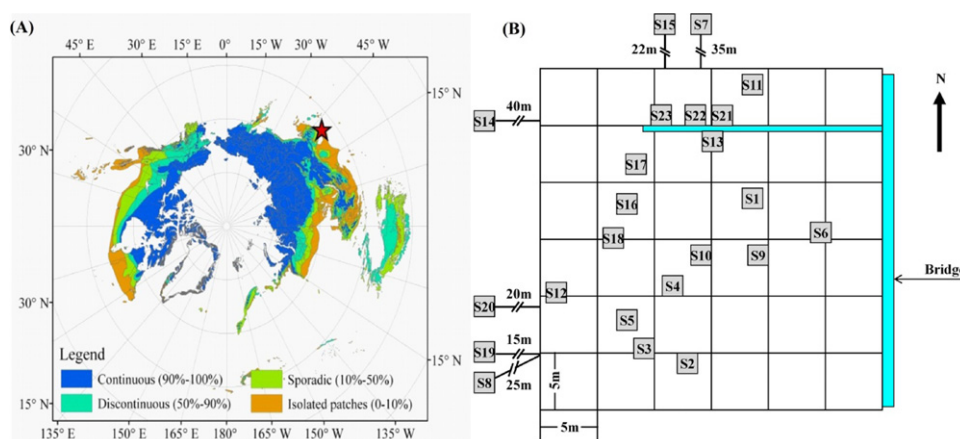 (A)
45° E 30° E 15° E 0° 15° W 30° W 45° W
15° N
30° N
30° N
15° N
15° N
Legend
Continuous (90%-100%)
Discontinuous (50%-90%)
Sporadic (10%-50%)
Isolated patches (0-10%)
135° E 150° E 165° E 180° 165° W 150° W 135° W
(B)
S15 S7
22m 35m
N
S11
40m
S14
S23 S22 S21
S13
S17
S16
S1
S18
S6
S10 S9
S4
S12
Bridge
20m
S20
S5
15m
S19
S3
S2
S8
25m
5m
5m